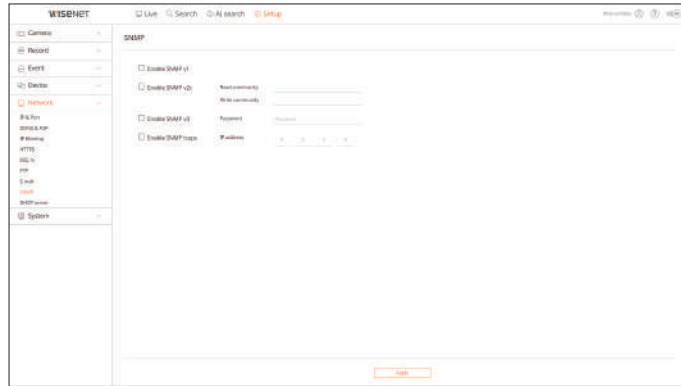 WISENET
Live Search AI search Setup
Camera
Record
Event
Device
Network
IP & Port
DDNS & P2P
IP filtering
HTTPS
802.1x
FTP
E-mail
SNMP
DHCP server
System
SNMP
Enable SNMP v1
Enable SNMP v2c Read community
Write community
Enable SNMP v3 Password Password
Enable SNMP traps IP address
Apply